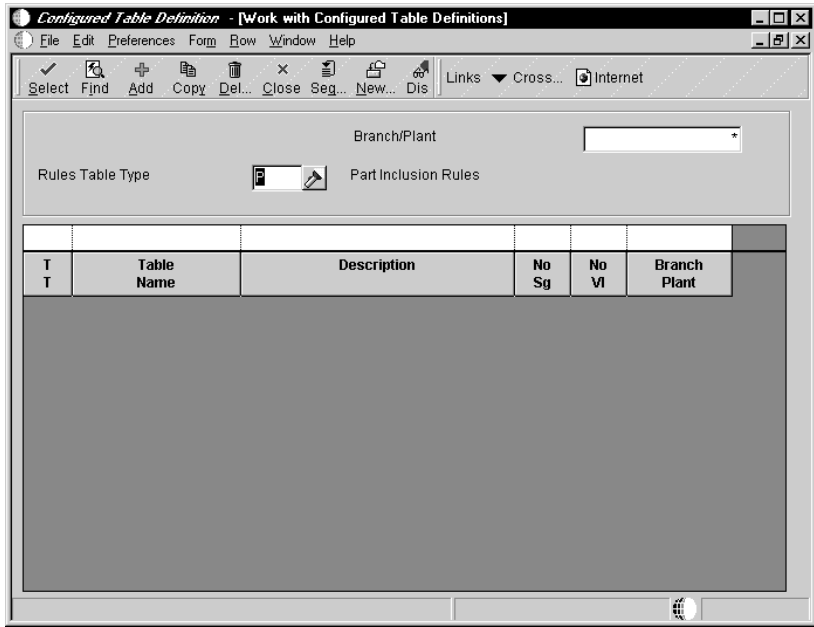 Configured Table Definition - [Work with Configured Table Definitions]
File Edit Preferences Form Row Window Help
Select Find Add Copy Del... Close Seg... New... Dis Links Cross... Internet
Branch/Plant *
Rules Table Type P Part Inclusion Rules
T T Table Name Description No Sg No Vl Branch Plant